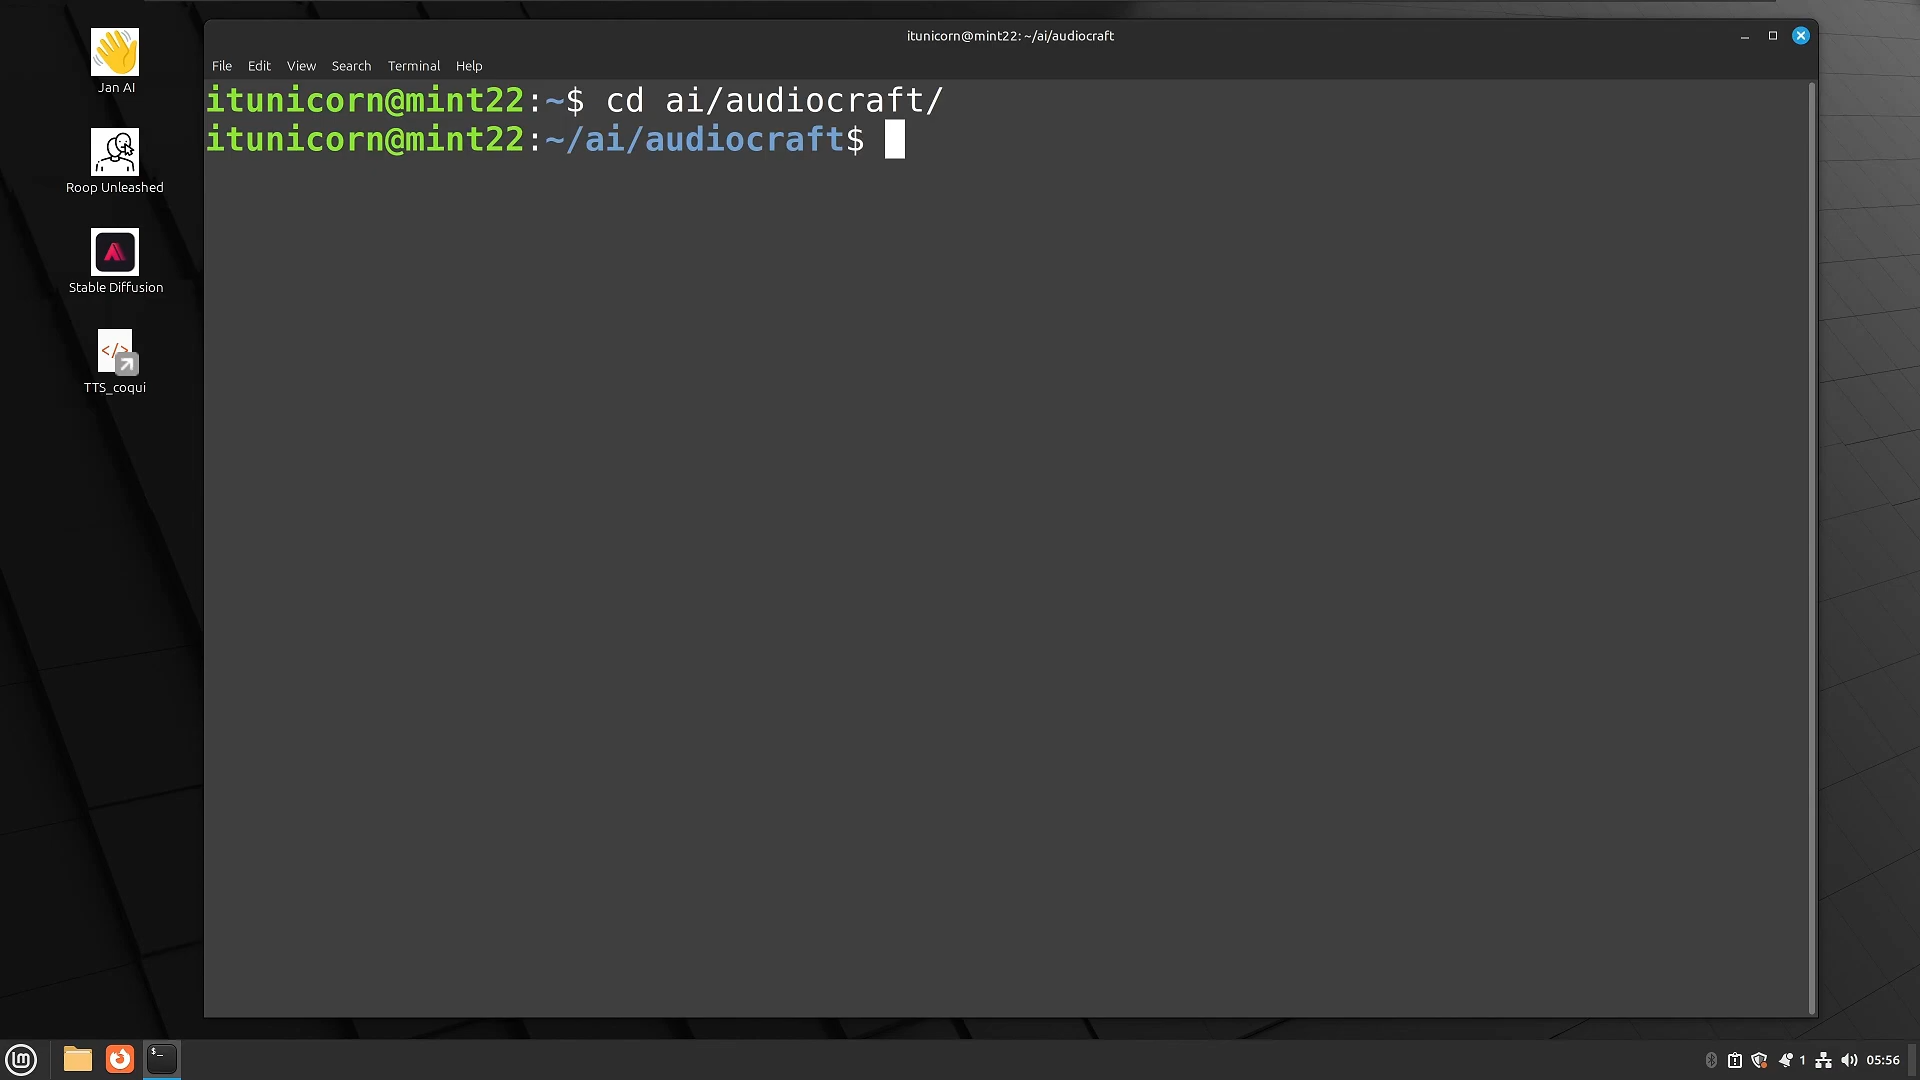 itunicorn@mint22: ~/ai/audiocraft
File Edit View Search Terminal Help
itunicorn@mint22:~$ cd ai/audiocraft/
itunicorn@mint22:~/ai/audiocraft$
Jan AI
Roop Unleashed
Stable Diffusion
</>
TTS_coqui
lm
$_
1
05:56